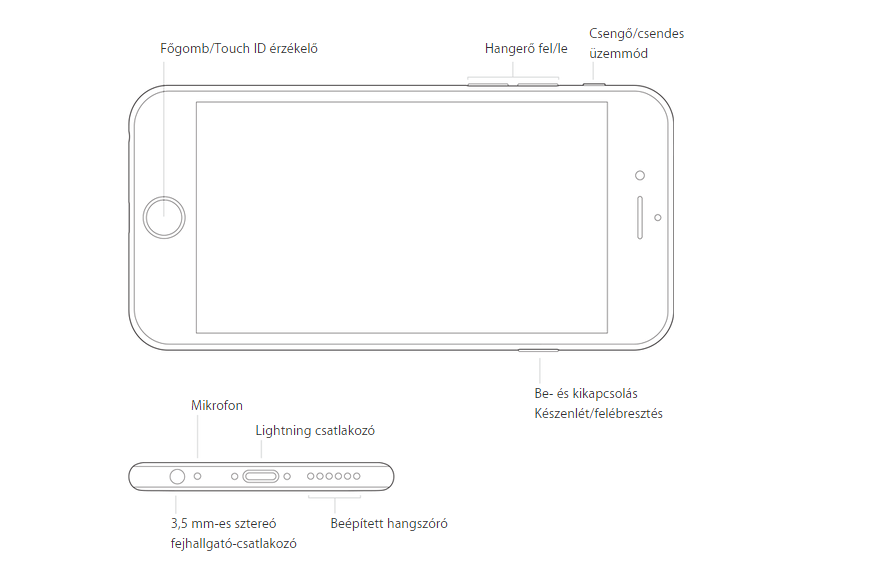 Csengő/csendes
üzemmód
Főgomb/Touch ID érzékelő
Hangerő fel/le
Be- és kikapcsolás
Készenlét/felébresztés
Mikrofon
Lightning csatlakozó
3,5 mm-es sztereó
fejhallgató-csatlakozó
Beépített hangszóró